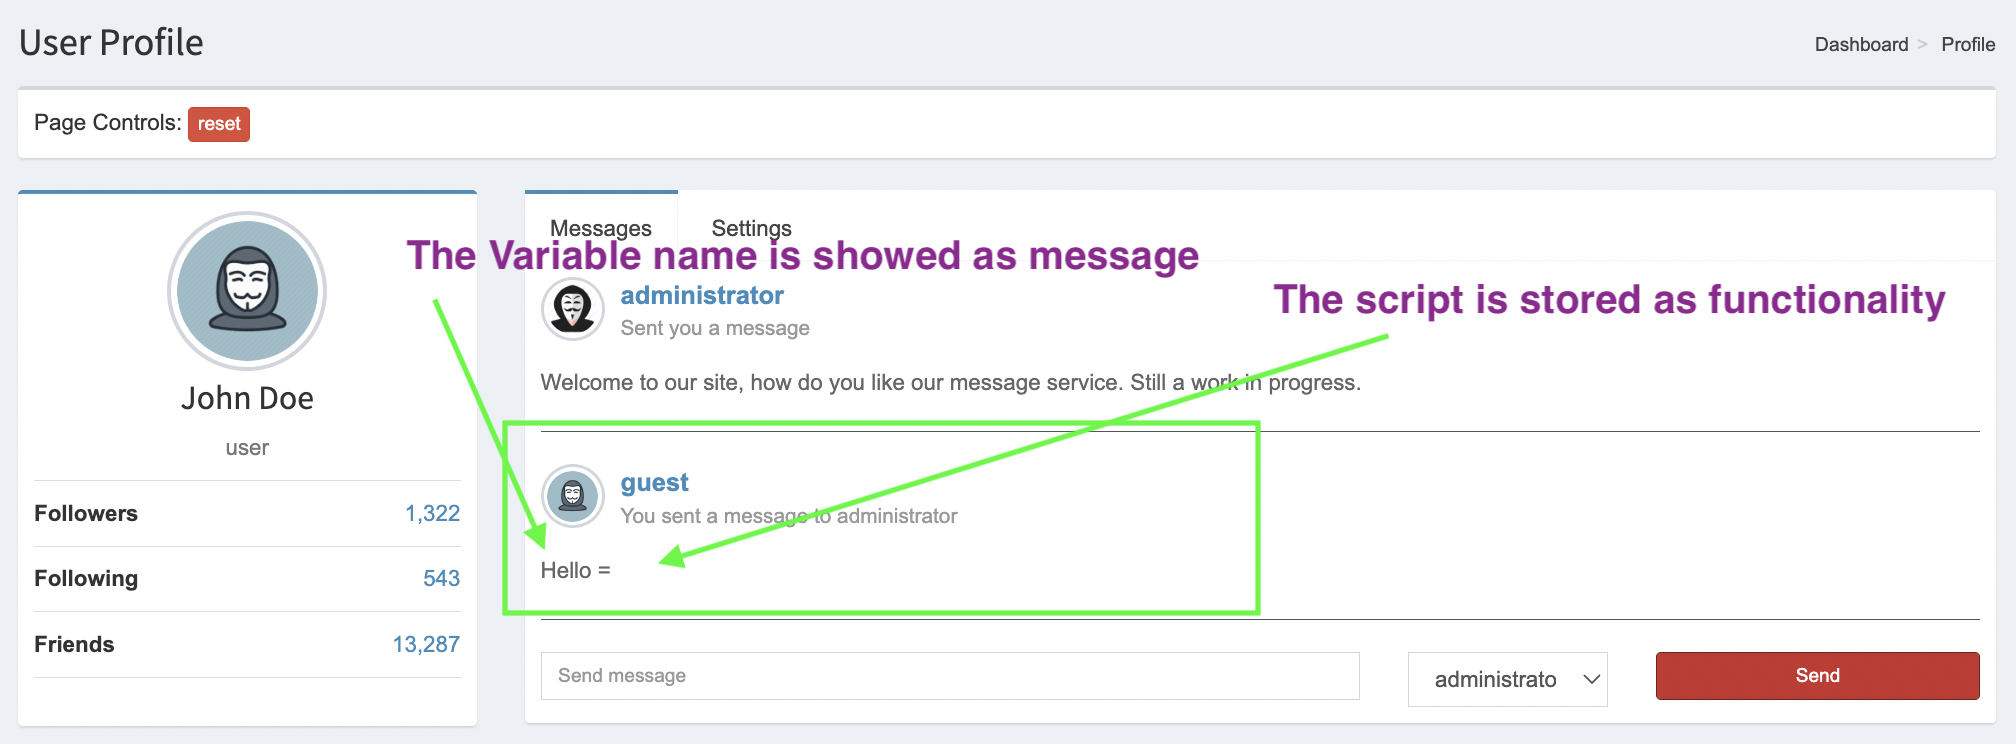 User Profile
Dashboard > Profile
Page Controls: reset
John Doe
user
Followers 1,322
Following 543
Friends 13,287
Messages Settings
The Variable name is showed as message
The script is stored as functionality
administrator
Sent you a message
Welcome to our site, how do you like our message service. Still a work in progress.
guest
You sent a message to administrator
Hello =
Send message administrato Send